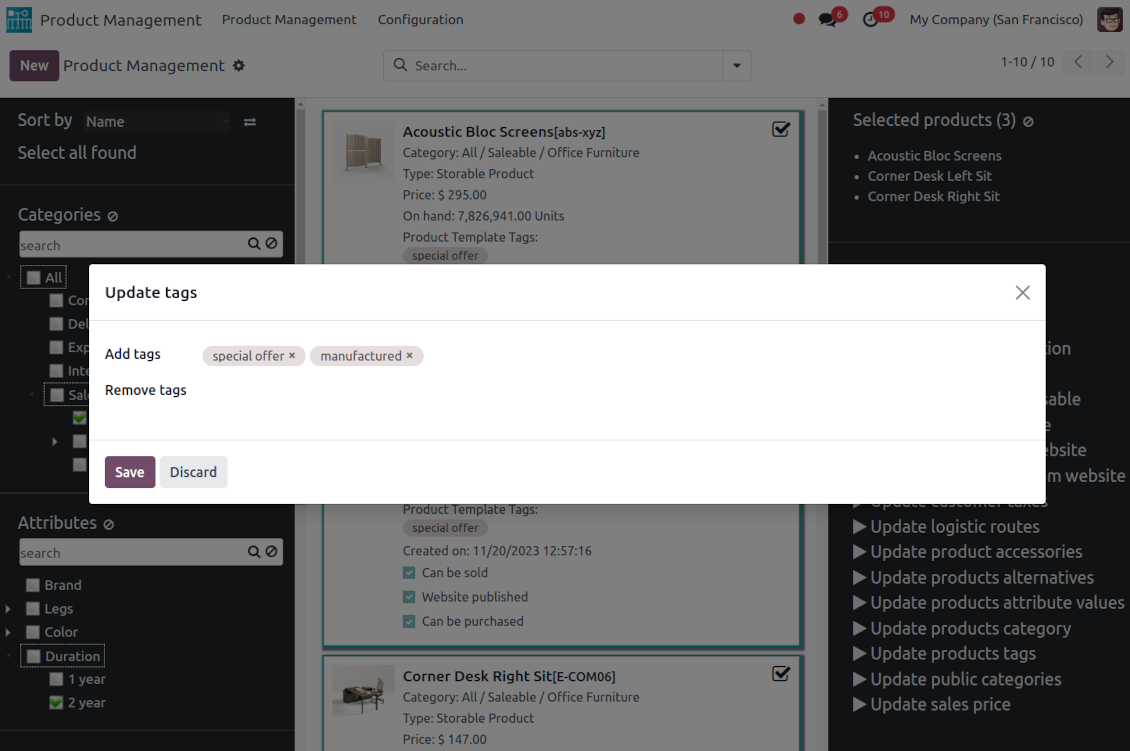 Product Management Product Management Configuration 6 10 My Company (San Francisco)
New Product Management Search... 1-10 / 10
Sort by Name
Select all found
Categories
search
All
Sale
Attributes
search
Brand
Legs
Color
Duration
1 year
2 year
Acoustic Bloc Screens[abs-xyz]
Category: All / Saleable / Office Furniture
Type: Storable Product
Price: $ 295.00
On hand: 7,826,941.00 Units
Product Template Tags:
special offer
Update tags
Add tags special offer × manufactured ×
Remove tags
Save Discard
Product Template Tags:
special offer
Created on: 11/20/2023 12:57:16
Can be sold
Website published
Can be purchased
Corner Desk Right Sit[E-COM06]
Category: All / Saleable / Office Furniture
Type: Storable Product
Price: $ 147.00
Selected products (3)
Acoustic Bloc Screens
Corner Desk Left Sit
Corner Desk Right Sit
m website
Update customer taxes
Update logistic routes
Update product accessories
Update products alternatives
Update products attribute values
Update products category
Update products tags
Update public categories
Update sales price